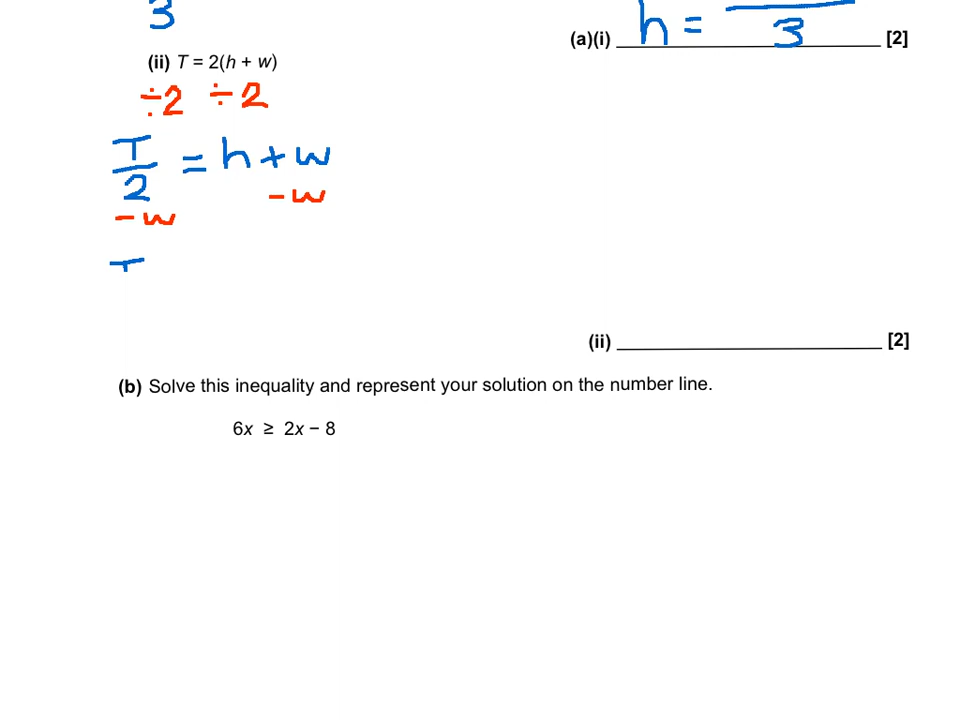 3
(a)(i) h = 3 [2]
(ii) T = 2(h + w)
÷2 ÷2
T/2 = h + w
- w - w
T
(ii) [2]
(b) Solve this inequality and represent your solution on the number line.
6x ≥ 2x − 8